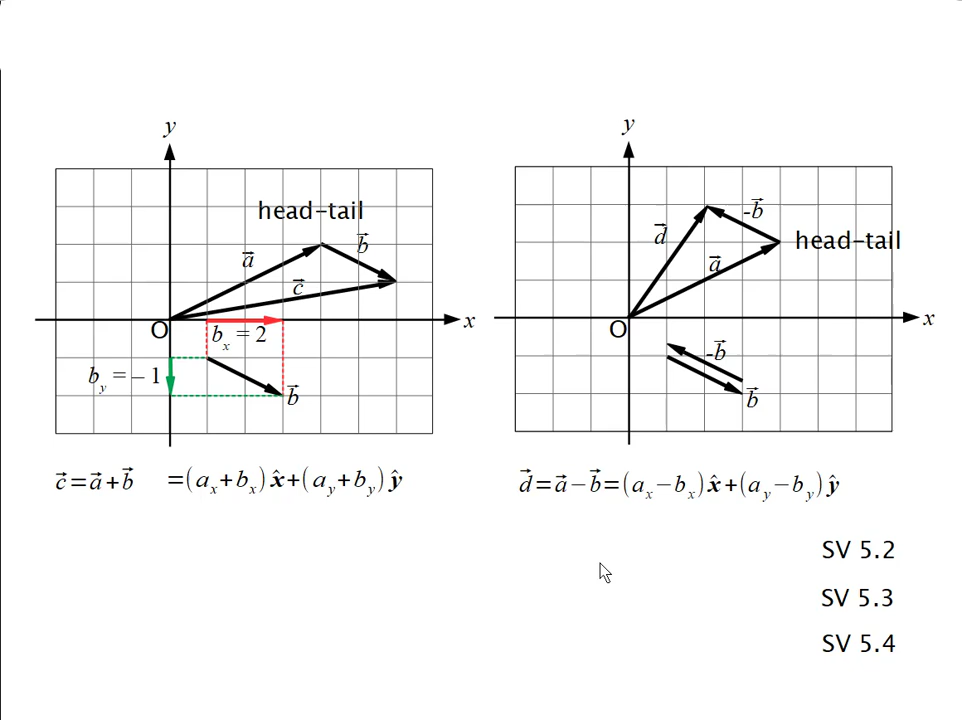 y
head-tail
a⃗
b⃗
c⃗
O
x
b_x = 2
b_y = −1
b⃗
c⃗=a⃗+b⃗ =(a_x+b_x)x̂+(a_y+b_y)ŷ
y
-b⃗
d⃗
head-tail
a⃗
O
x
-b⃗
b⃗
d⃗=a⃗−b⃗=(a_x−b_x)x̂+(a_y−b_y)ŷ
SV 5.2
SV 5.3
SV 5.4